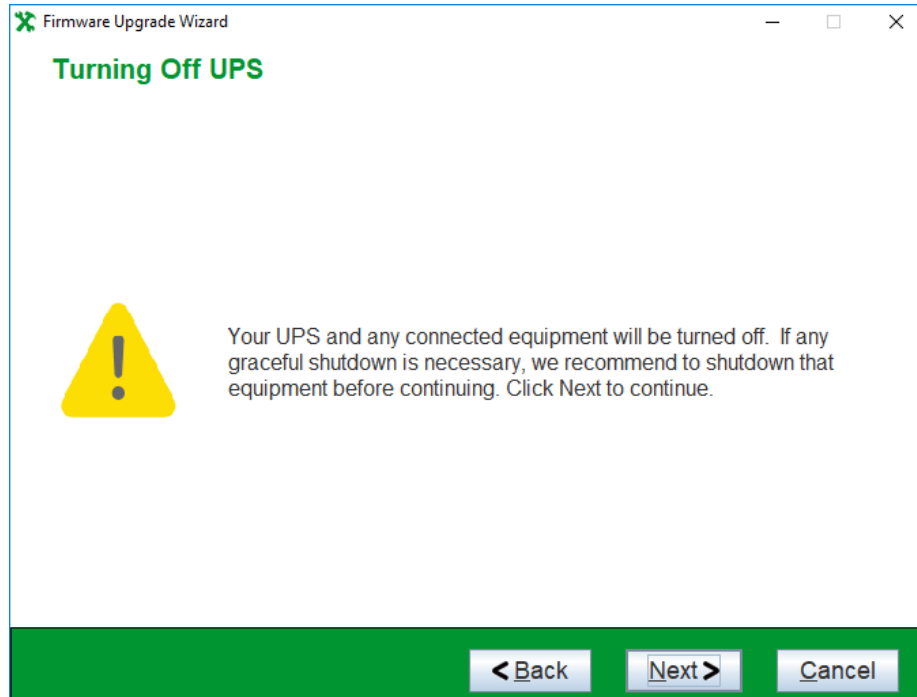 Firmware Upgrade Wizard
Turning Off UPS
Your UPS and any connected equipment will be turned off.  If any
graceful shutdown is necessary, we recommend to shutdown that
equipment before continuing. Click Next to continue.
< Back Next > Cancel